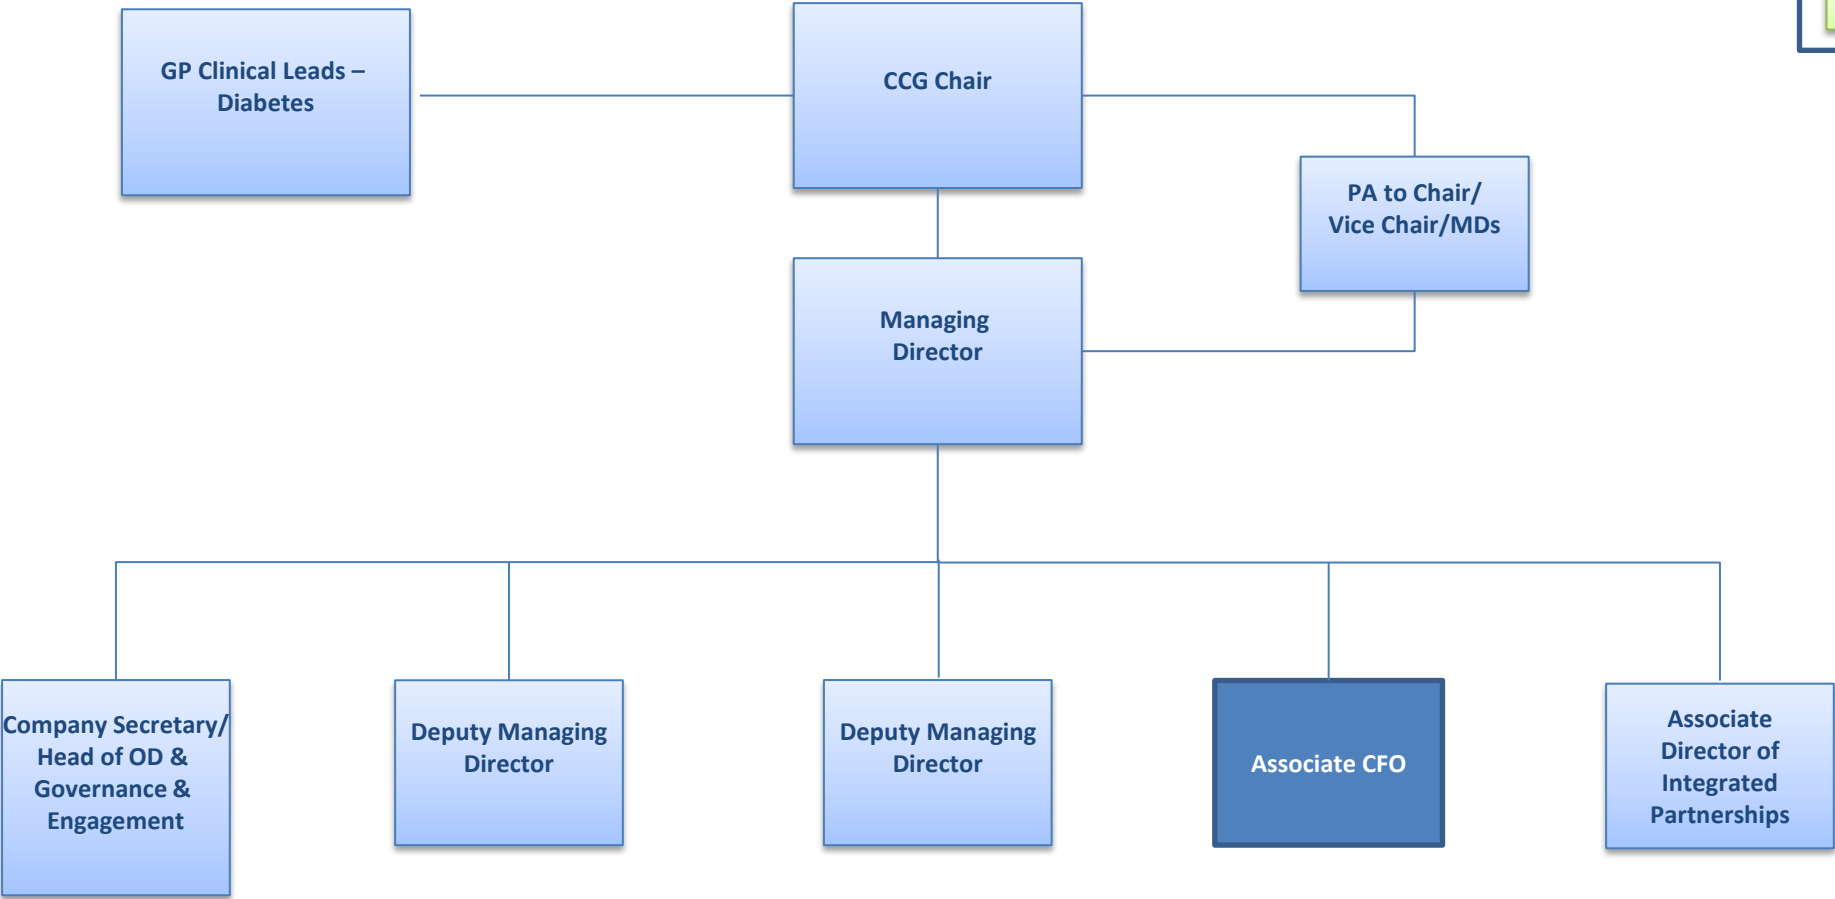 GP Clinical Leads –
Diabetes
CCG Chair
PA to Chair/
Vice Chair/MDs
Managing
Director
Company Secretary/
Head of OD &
Governance &
Engagement
Deputy Managing
Director
Deputy Managing
Director
Associate CFO
Associate
Director of
Integrated
Partnerships